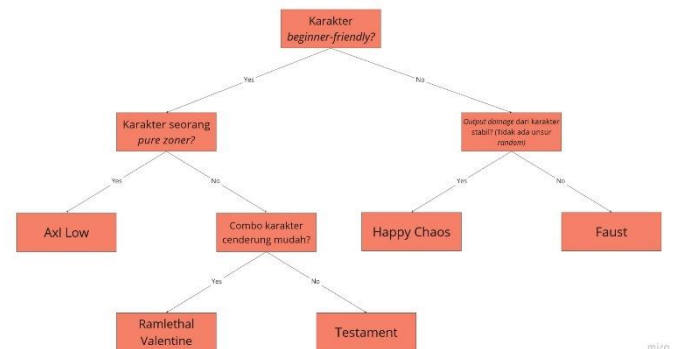 Karakter
beginner-friendly?
Yes
No
Karakter seorang
pure zoner?
Output damage dari karakter
stabil? (Tidak ada unsur
random)
Yes
No
Yes
No
Axl Low
Combo karakter
cenderung mudah?
Happy Chaos
Faust
Yes
No
Ramlethal
Valentine
Testament
miro